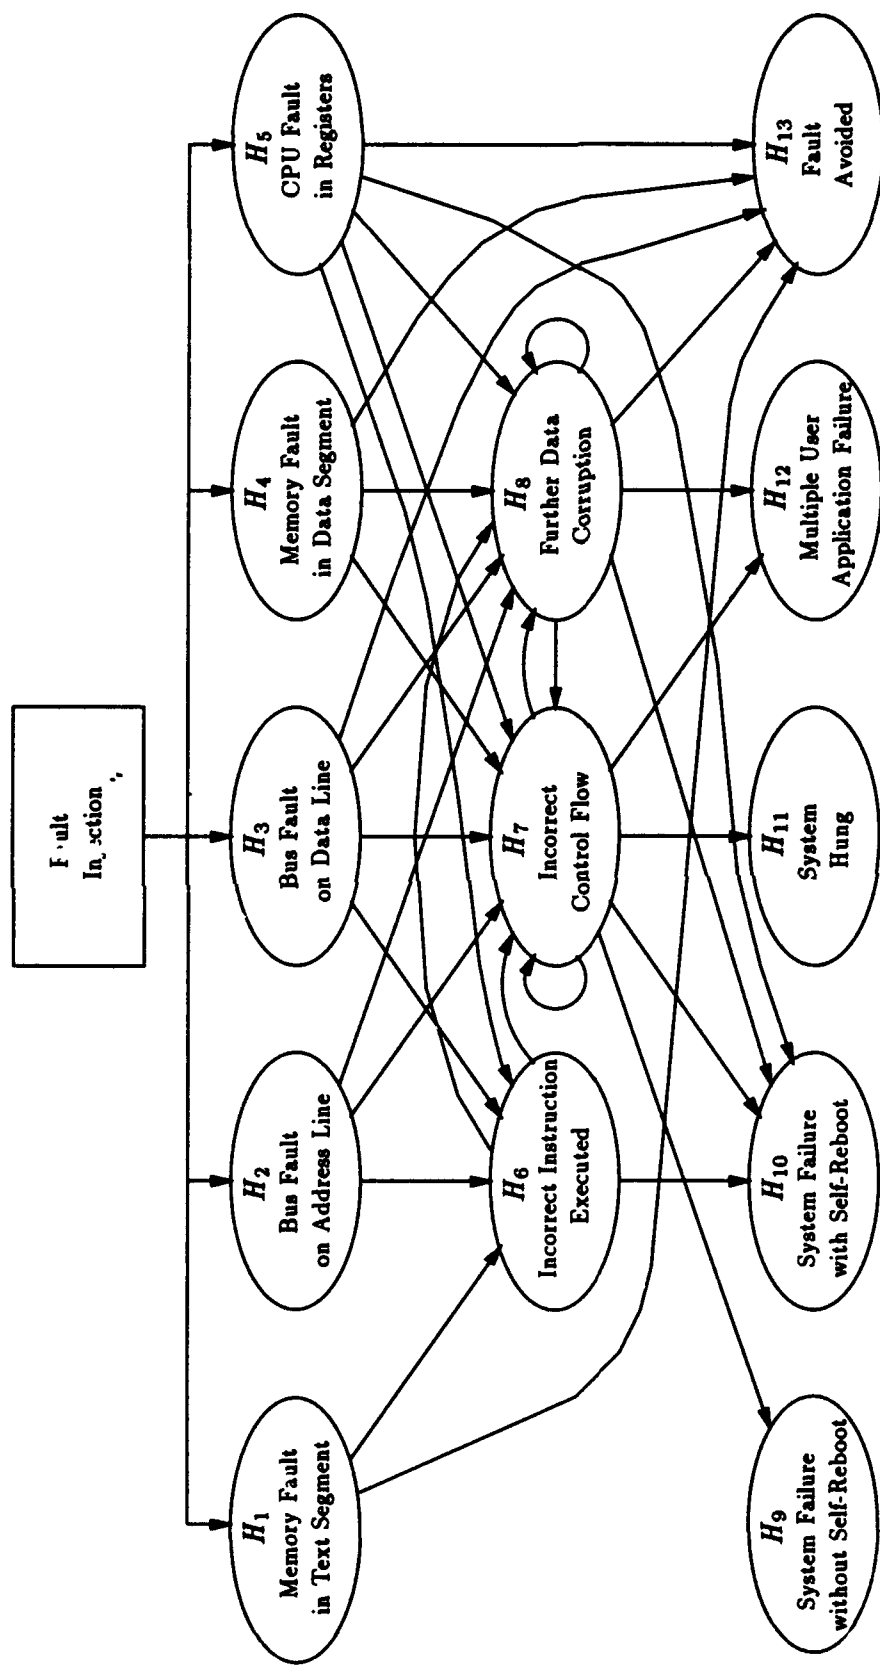 H5
CPU Fault
in Registers
H4
Memory Fault
in Data Segment
H3
Bus Fault
on Data Line
H2
Bus Fault
on Address Line
H1
Memory Fault
in Text Segment
H8
Further Data
Corruption
H7
Incorrect
Control Flow
H6
Incorrect Instruction
Executed
H13
Fault
Avoided
H12
Multiple User
Application Failure
H11
System
Hung
H10
System Failure
with Self-Reboot
H9
System Failure
without Self-Reboot